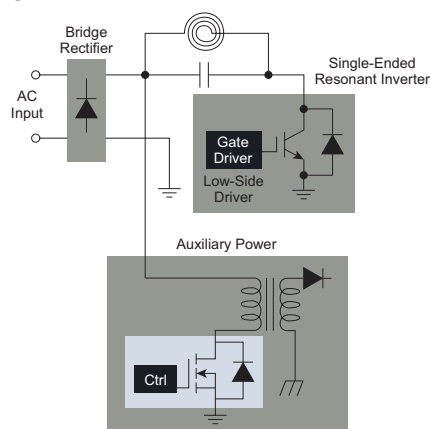 Bridge
Rectifier
AC
Input
Single-Ended
Resonant Inverter
Gate
Driver
Low-Side
Driver
Auxiliary Power
Ctrl